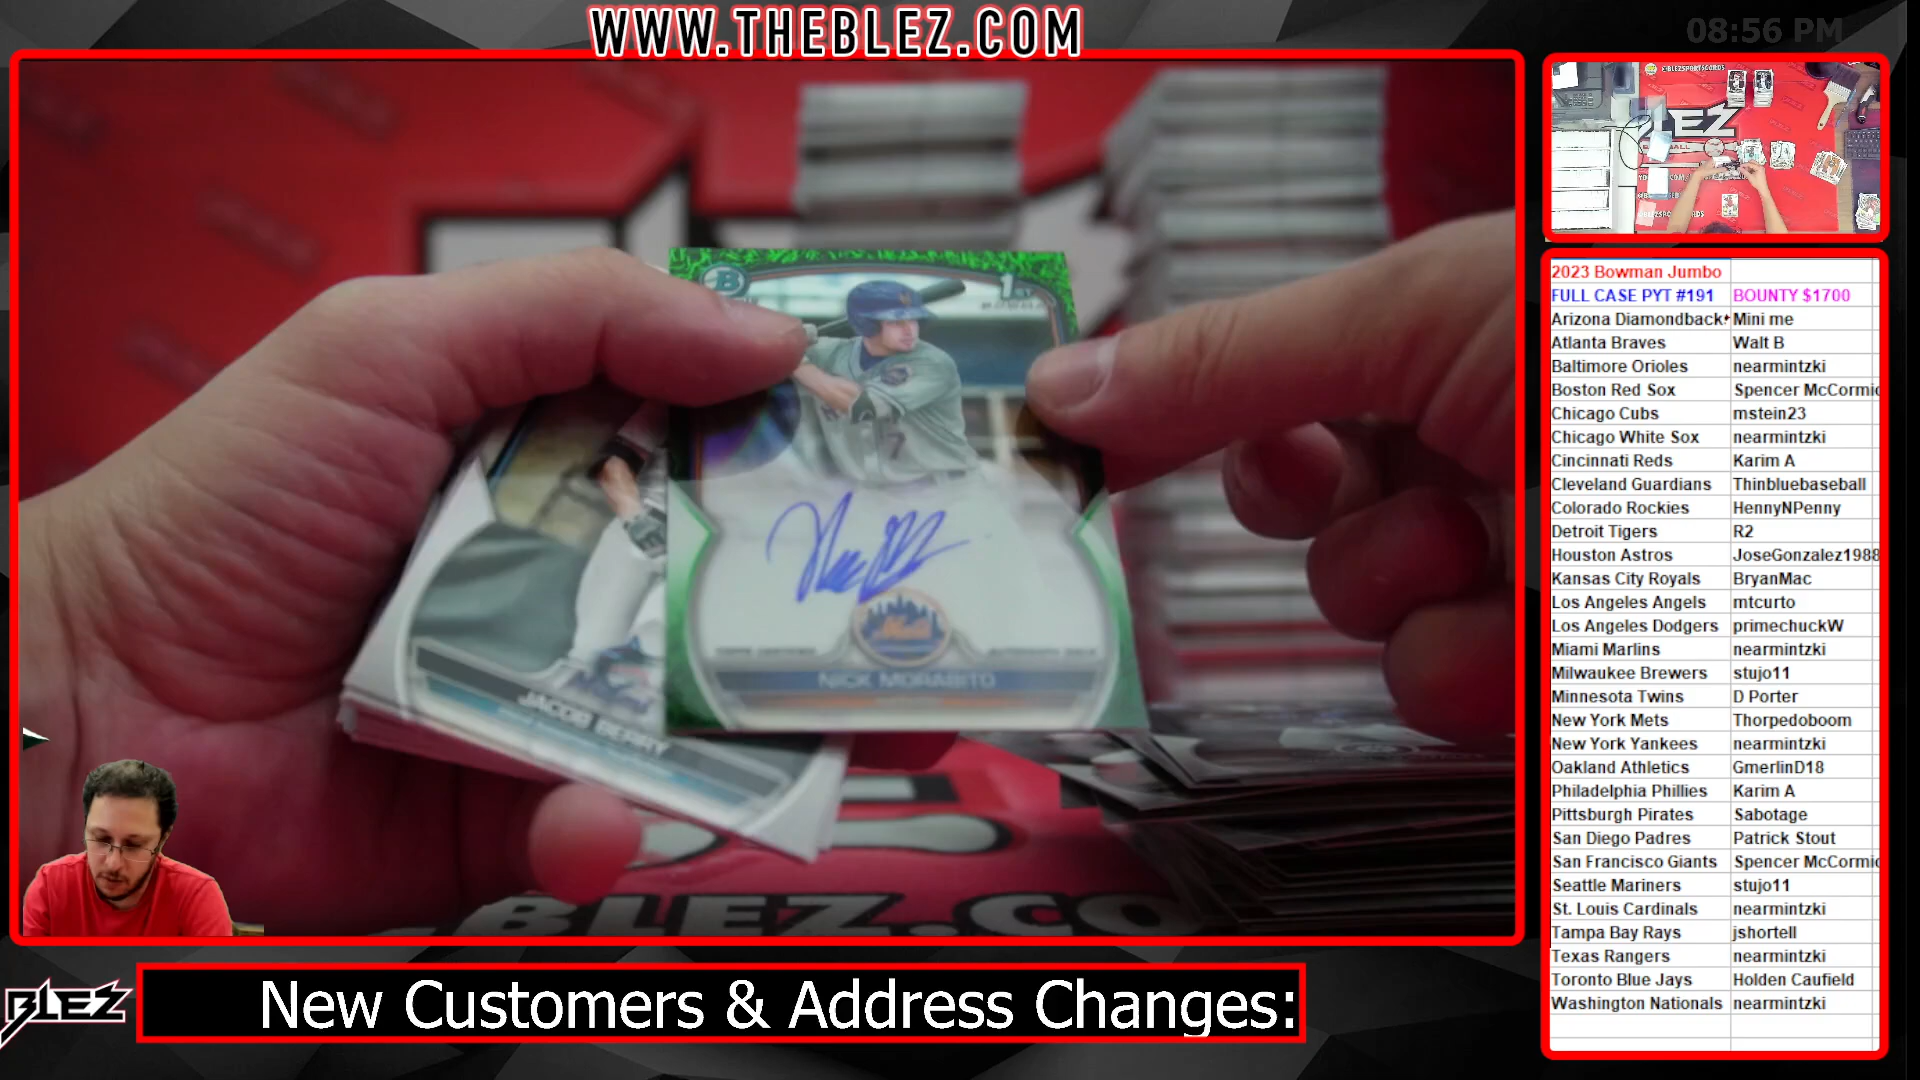 WWW.THEBLEZ.COM
08:56 PM
1ST
NICK MORABITO
JACOB BERRY
BLEZ.CO
2023 Bowman Jumbo
FULL CASE PYT #191 BOUNTY $1700
Arizona Diamondback Mini me
Atlanta Braves Walt B
Baltimore Orioles nearmintzki
Boston Red Sox Spencer McCormic
Chicago Cubs mstein23
Chicago White Sox nearmintzki
Cincinnati Reds Karim A
Cleveland Guardians Thinbluebaseball
Colorado Rockies HennyNPenny
Detroit Tigers R2
Houston Astros JoseGonzalez1988
Kansas City Royals BryanMac
Los Angeles Angels mtcurto
Los Angeles Dodgers primechuckW
Miami Marlins nearmintzki
Milwaukee Brewers stujo11
Minnesota Twins D Porter
New York Mets Thorpedoboom
New York Yankees nearmintzki
Oakland Athletics GmerlinD18
Philadelphia Phillies Karim A
Pittsburgh Pirates Sabotage
San Diego Padres Patrick Stout
San Francisco Giants Spencer McCormic
Seattle Mariners stujo11
St. Louis Cardinals nearmintzki
Tampa Bay Rays jshortell
Texas Rangers nearmintzki
Toronto Blue Jays Holden Caufield
Washington Nationals nearmintzki
BLEZ
New Customers & Address Changes: